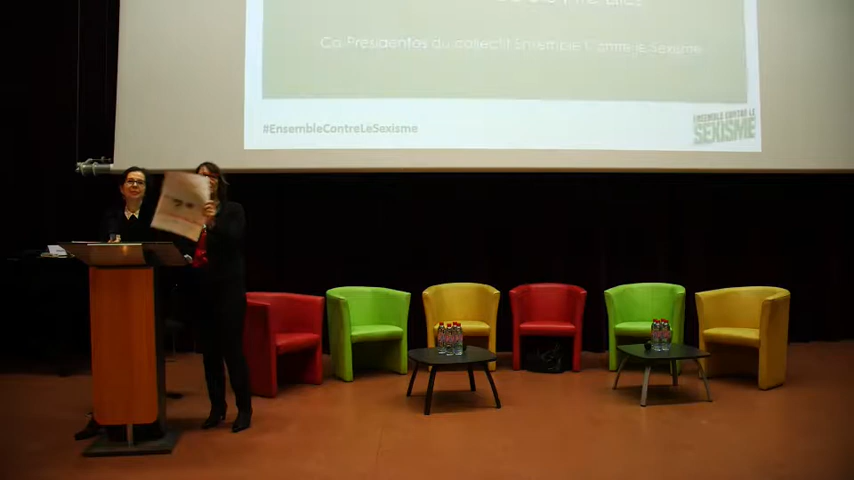 Co Présidentes du collectif Ensemble Contre le Sexisme
#EnsembleContreLeSexisme
ENSEMBLE CONTRE LE
SEXISME